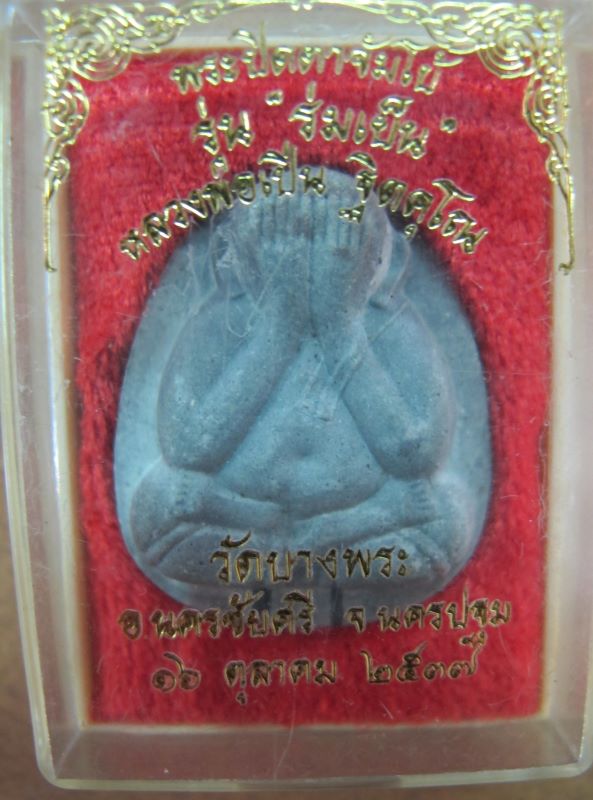 พระปิดตาจัมโบ้
รุ่น "ร่มเย็น"
หลวงพ่อเปิ่น ฐิตคุโณ
วัดบางพระ
อ.นครชัยศรี จ.นครปฐม
๑๖ ตุลาคม ๒๕๓๗